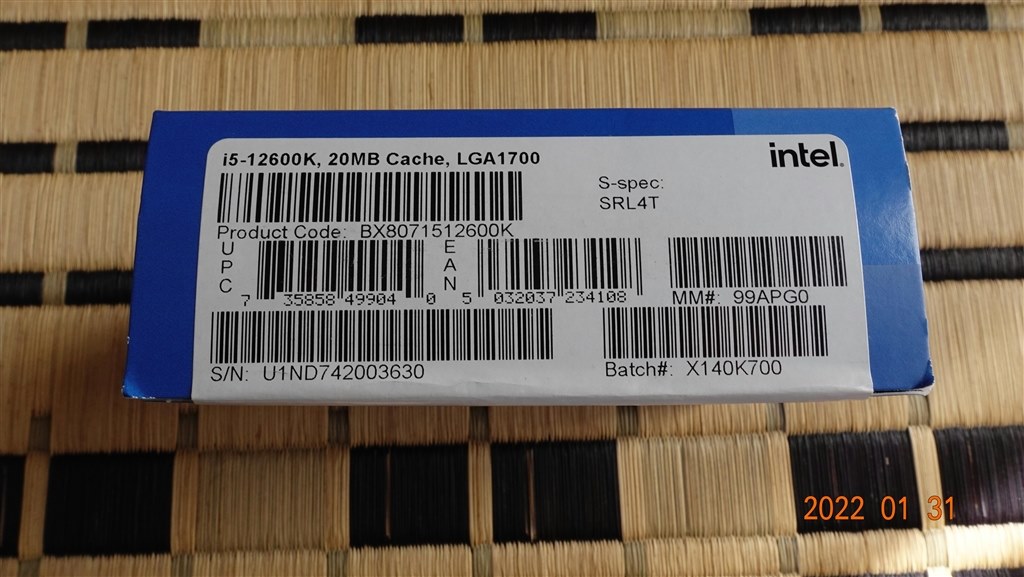 i5-12600K, 20MB Cache, LGA1700
intel.
S-spec:
SRL4T
Product Code: BX8071512600K
UPC
7 35858 49904 0
EAN
5 032037 234108
MM#: 99APG0
S/N: U1ND742003630
Batch#: X140K700
2022 01 31